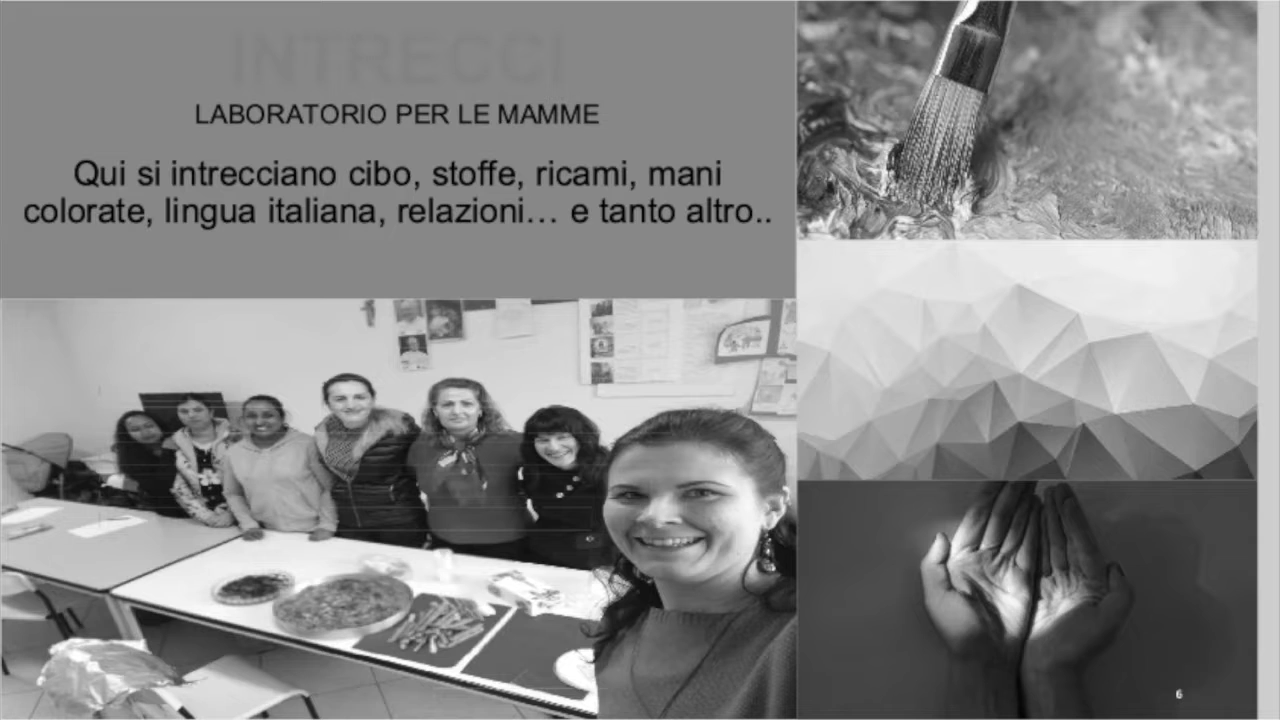 INTRECCI
LABORATORIO PER LE MAMME
Qui si intrecciano cibo, stoffe, ricami, mani
colorate, lingua italiana, relazioni… e tanto altro..
6